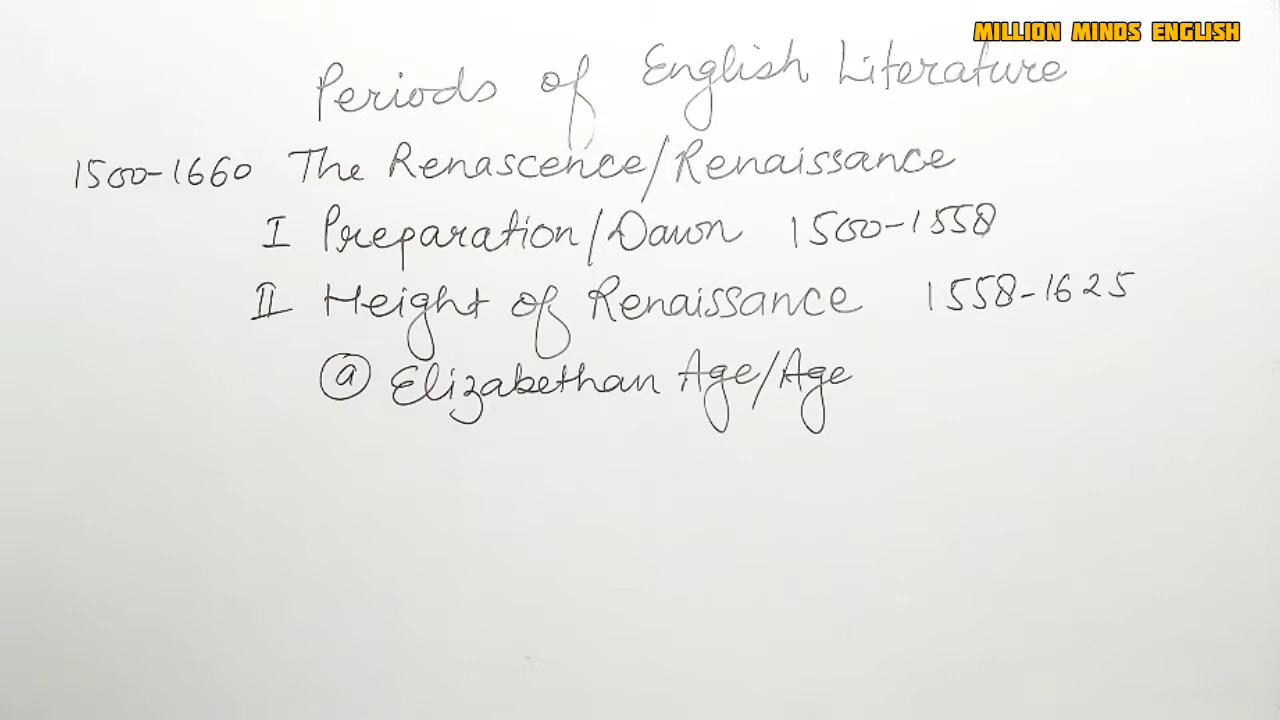 MILLION MINDS ENGLISH
Periods of English Literature
1500-1660 The Renascence/Renaissance
I Preparation/Dawn 1500-1558
II Height of Renaissance 1558-1625
a Elizabethan Age/Age